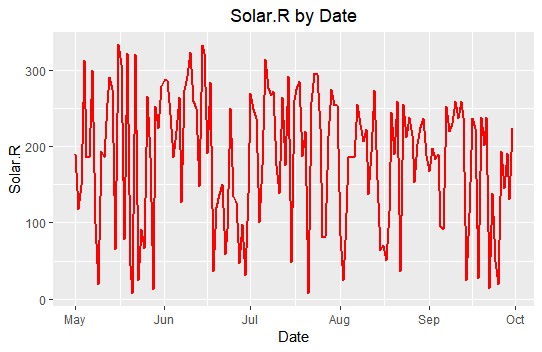 Solar.R by Date
Solar.R
300
200
100
0
May Jun Jul Aug Sep Oct
Date